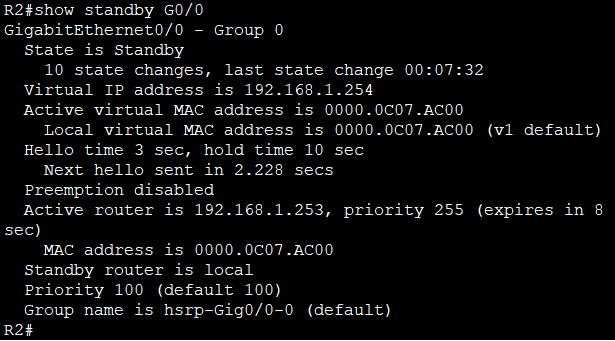 R2#show standby G0/0
GigabitEthernet0/0 - Group 0
State is Standby
10 state changes, last state change 00:07:32
Virtual IP address is 192.168.1.254
Active virtual MAC address is 0000.0C07.AC00
Local virtual MAC address is 0000.0C07.AC00 (v1 default)
Hello time 3 sec, hold time 10 sec
Next hello sent in 2.228 secs
Preemption disabled
Active router is 192.168.1.253, priority 255 (expires in 8
sec)
MAC address is 0000.0C07.AC00
Standby router is local
Priority 100 (default 100)
Group name is hsrp-Gig0/0-0 (default)
R2#